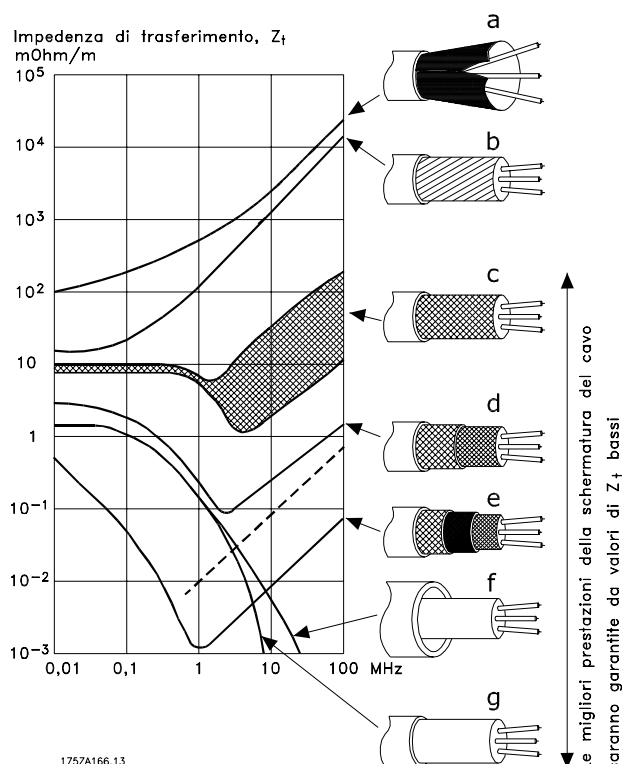 Impedenza di trasferimento, Zt
mOhm/m
10⁵
10⁴
10³
10²
10
1
10⁻¹
10⁻²
10⁻³
0,01 0,1 1 10 100 MHz
a
b
c
d
e
f
g
migliori prestazioni della schermatura del cavo
saranno garantite da valori di Zt bassi
175ZA166.13